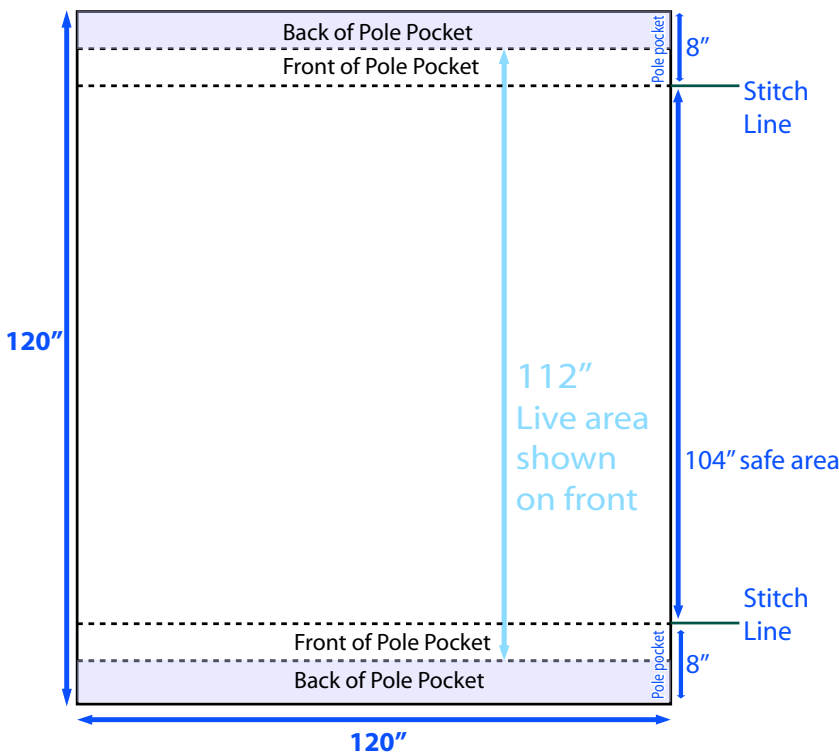 Back of Pole Pocket
Pole pocket
8”
Front of Pole Pocket
Stitch
Line
120”
112”
Live area
shown
on front
104” safe area
Stitch
Line
Front of Pole Pocket
Pole pocket
8”
Back of Pole Pocket
120”